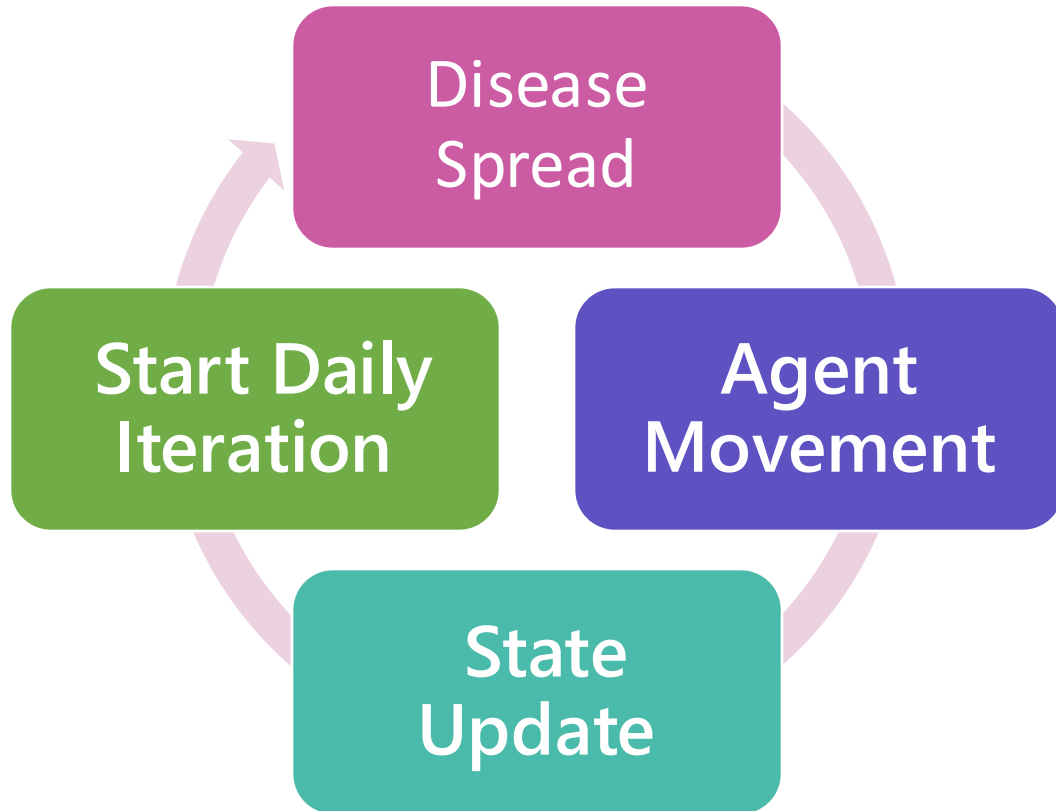 Disease
Spread
Start Daily
Iteration
Agent
Movement
State
Update